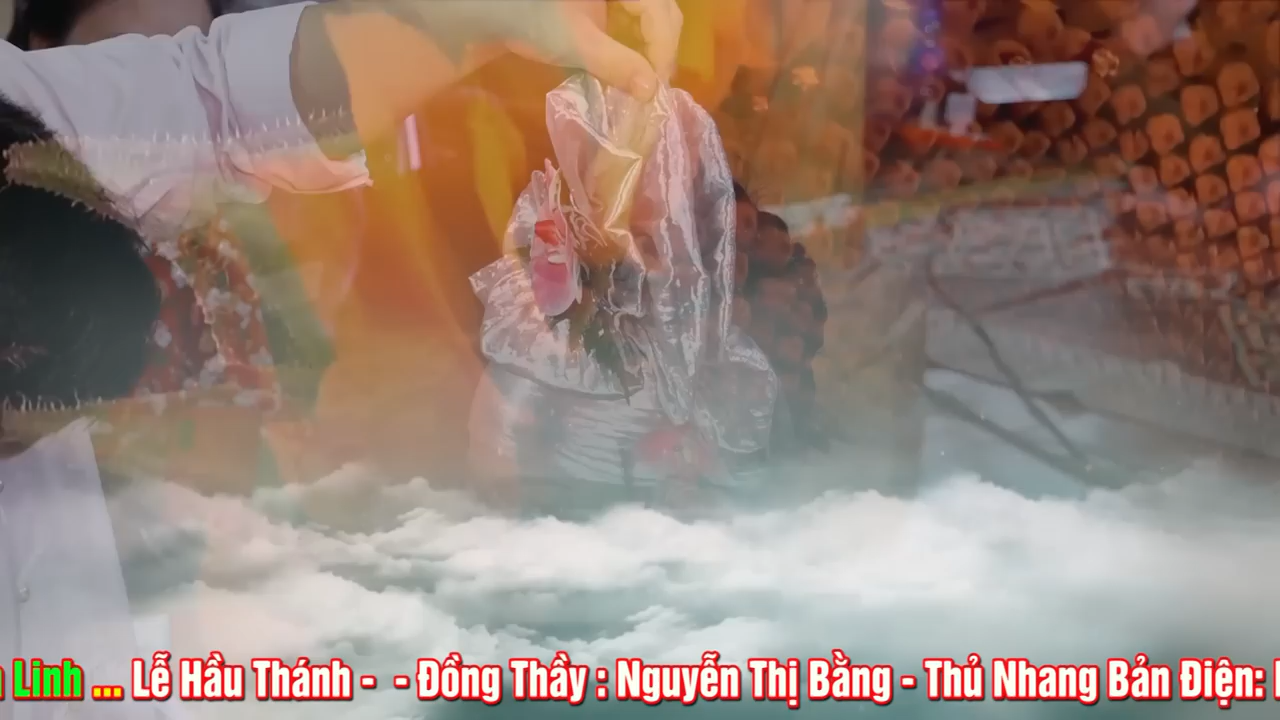 Linh ... Lễ Hầu Thánh - - Đồng Thầy : Nguyễn Thị Bằng - Thủ Nhang Bản Điện: